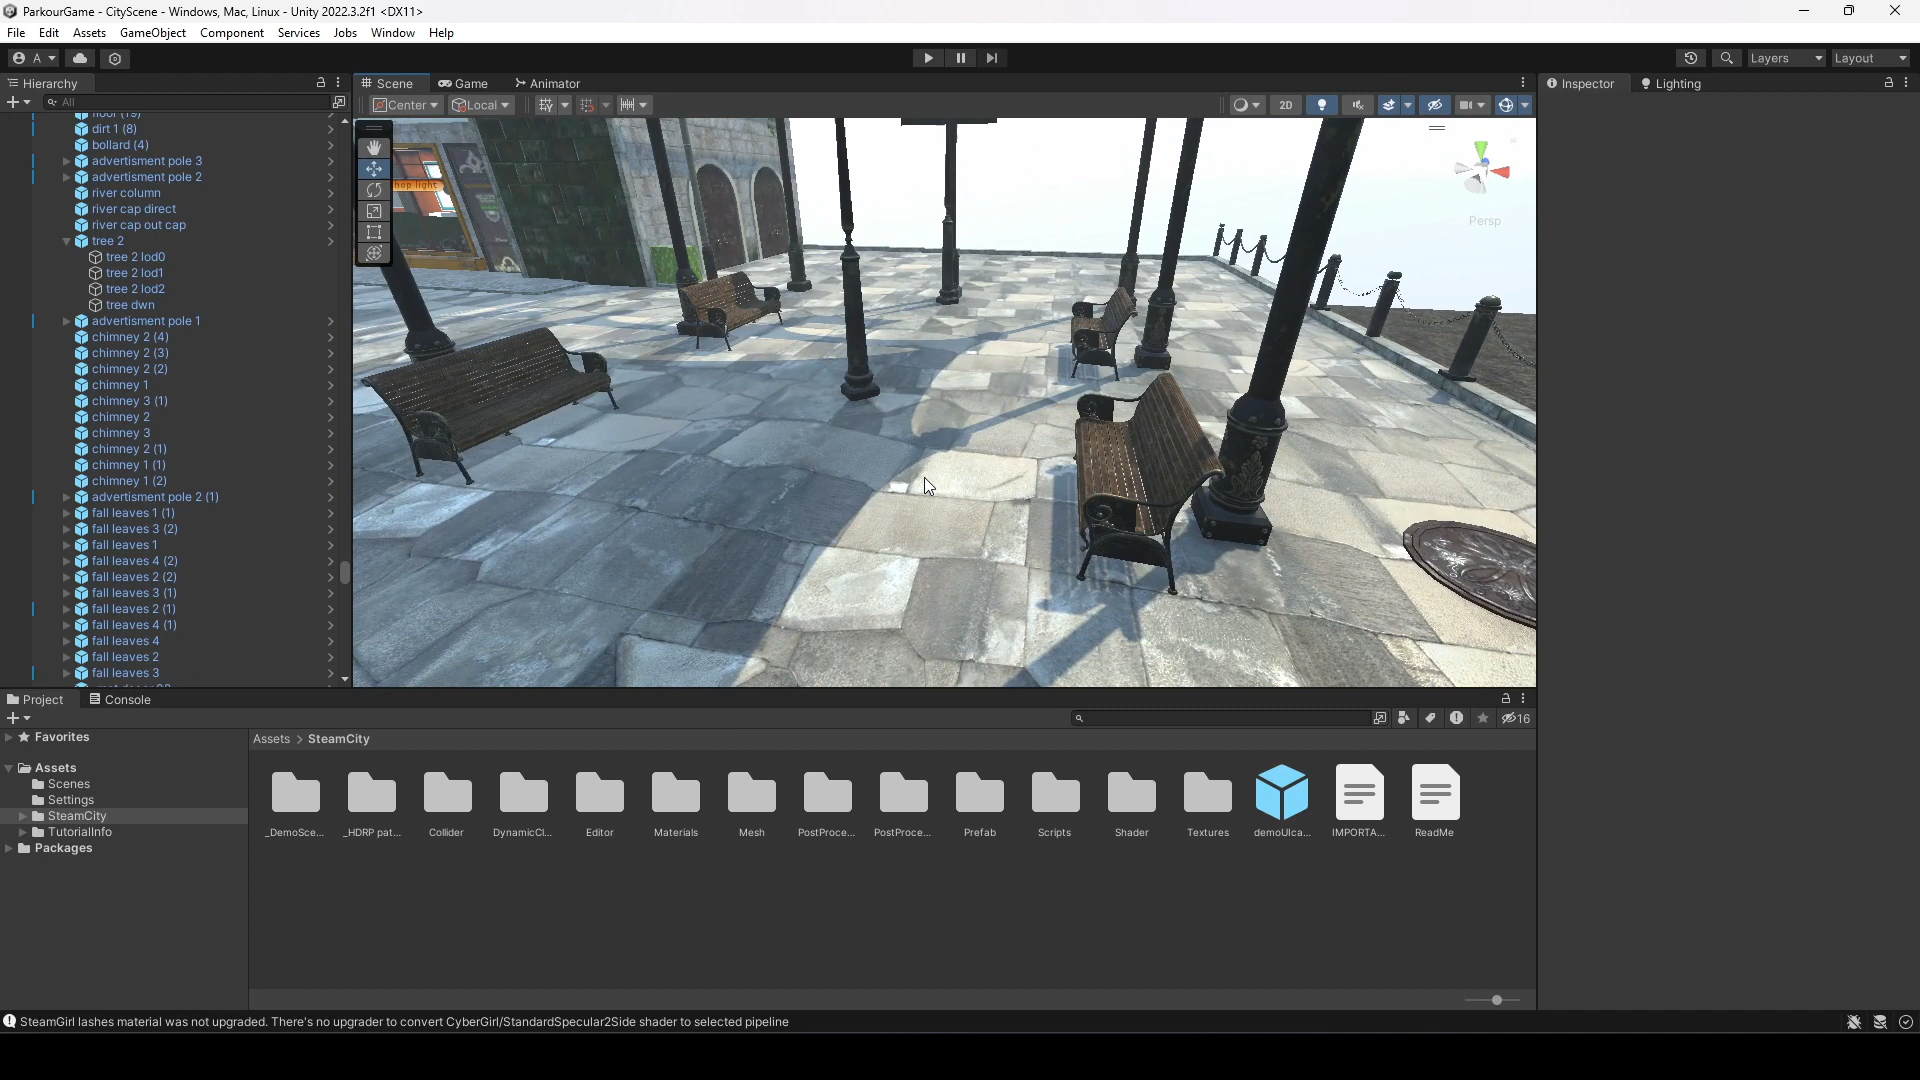 ParkourGame - CityScene - Windows, Mac, Linux - Unity 2022.3.2f1 <DX11>
File Edit Assets GameObject Component Services Jobs Window Help
A Layers Layout
Hierarchy
All
floor (19)
dirt 1 (8)
bollard (4)
advertisment pole 3
advertisment pole 2
river column
river cap direct
river cap out cap
tree 2
tree 2 lod0
tree 2 lod1
tree 2 lod2
tree dwn
advertisment pole 1
chimney 2 (4)
chimney 2 (3)
chimney 2 (2)
chimney 1
chimney 3 (1)
chimney 2
chimney 3
chimney 2 (1)
chimney 1 (1)
chimney 1 (2)
advertisment pole 2 (1)
fall leaves 1 (1)
fall leaves 3 (2)
fall leaves 1
fall leaves 4 (2)
fall leaves 2 (2)
fall leaves 3 (1)
fall leaves 2 (1)
fall leaves 4 (1)
fall leaves 4
fall leaves 2
fall leaves 3
Scene Game Animator
Center Local 2D
hop light
Persp
Inspector Lighting
Project Console
16
Favorites
Assets
Scenes
Settings
SteamCity
TutorialInfo
Packages
Assets > SteamCity
_DemoSce... _HDRP pat... Collider DynamicCl... Editor Materials Mesh PostProce... PostProce... Prefab Scripts Shader Textures demoUIca... IMPORTA... ReadMe
SteamGirl lashes material was not upgraded. There's no upgrader to convert CyberGirl/StandardSpecular2Side shader to selected pipeline